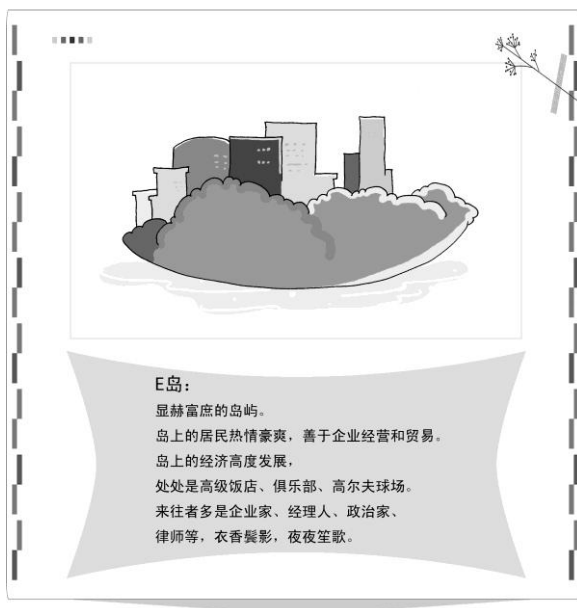 E岛：
显赫富庶的岛屿。
岛上的居民热情豪爽，善于企业经营和贸易。
岛上的经济高度发展，
处处是高级饭店、俱乐部、高尔夫球场。
来往者多是企业家、经理人、政治家、
律师等，衣香鬓影，夜夜笙歌。